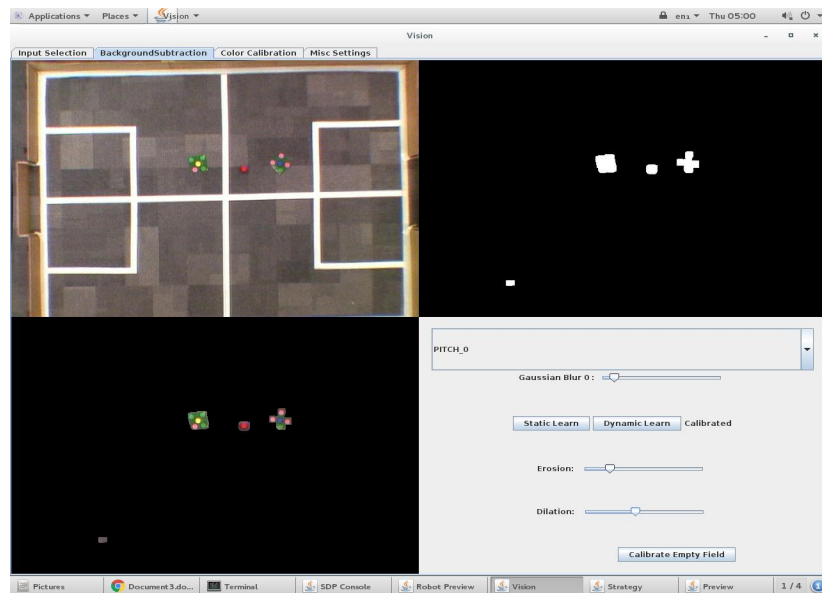 Applications Places Vision en1 Thu 05:00
Vision
Input Selection BackgroundSubtraction Color Calibration Misc Settings
PITCH_0
Gaussian Blur 0 :
Static Learn Dynamic Learn Calibrated
Erosion:
Dilation:
Calibrate Empty Field
Pictures Document3.do... Terminal SDP Console Robot Preview Vision Strategy Preview 1 / 4 1